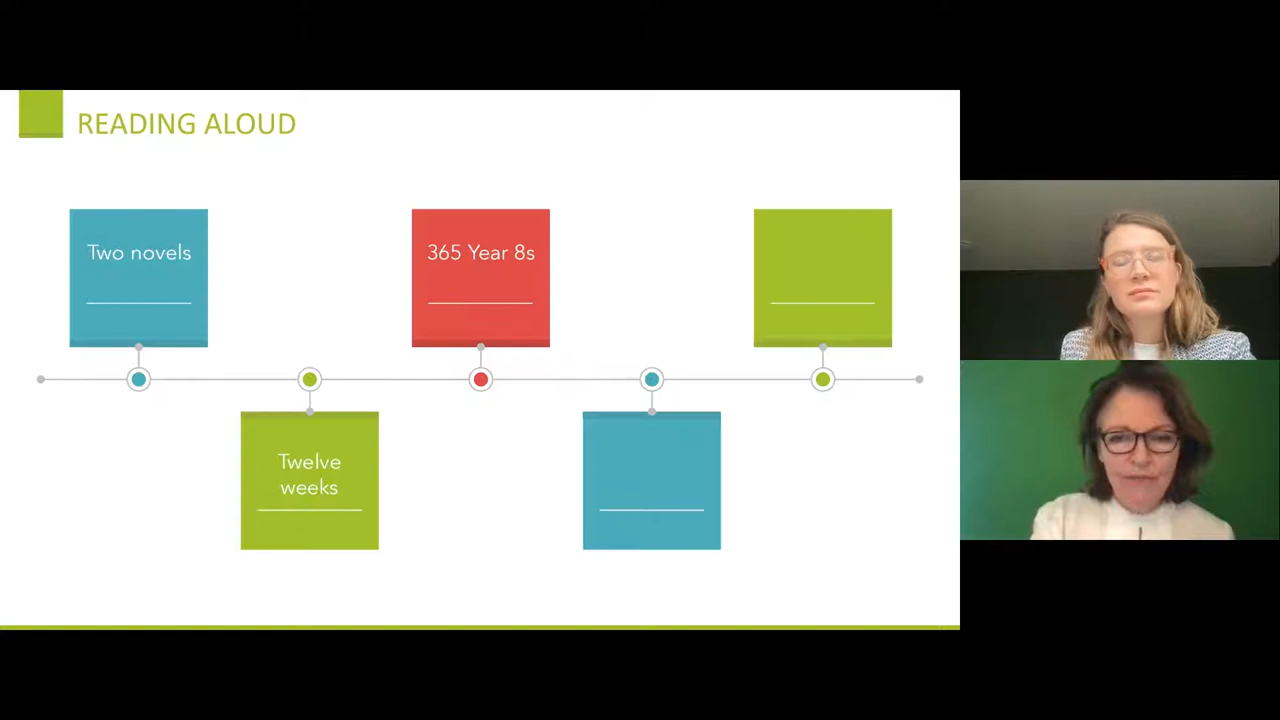 READING ALOUD
Two novels
365 Year 8s
Twelve
weeks